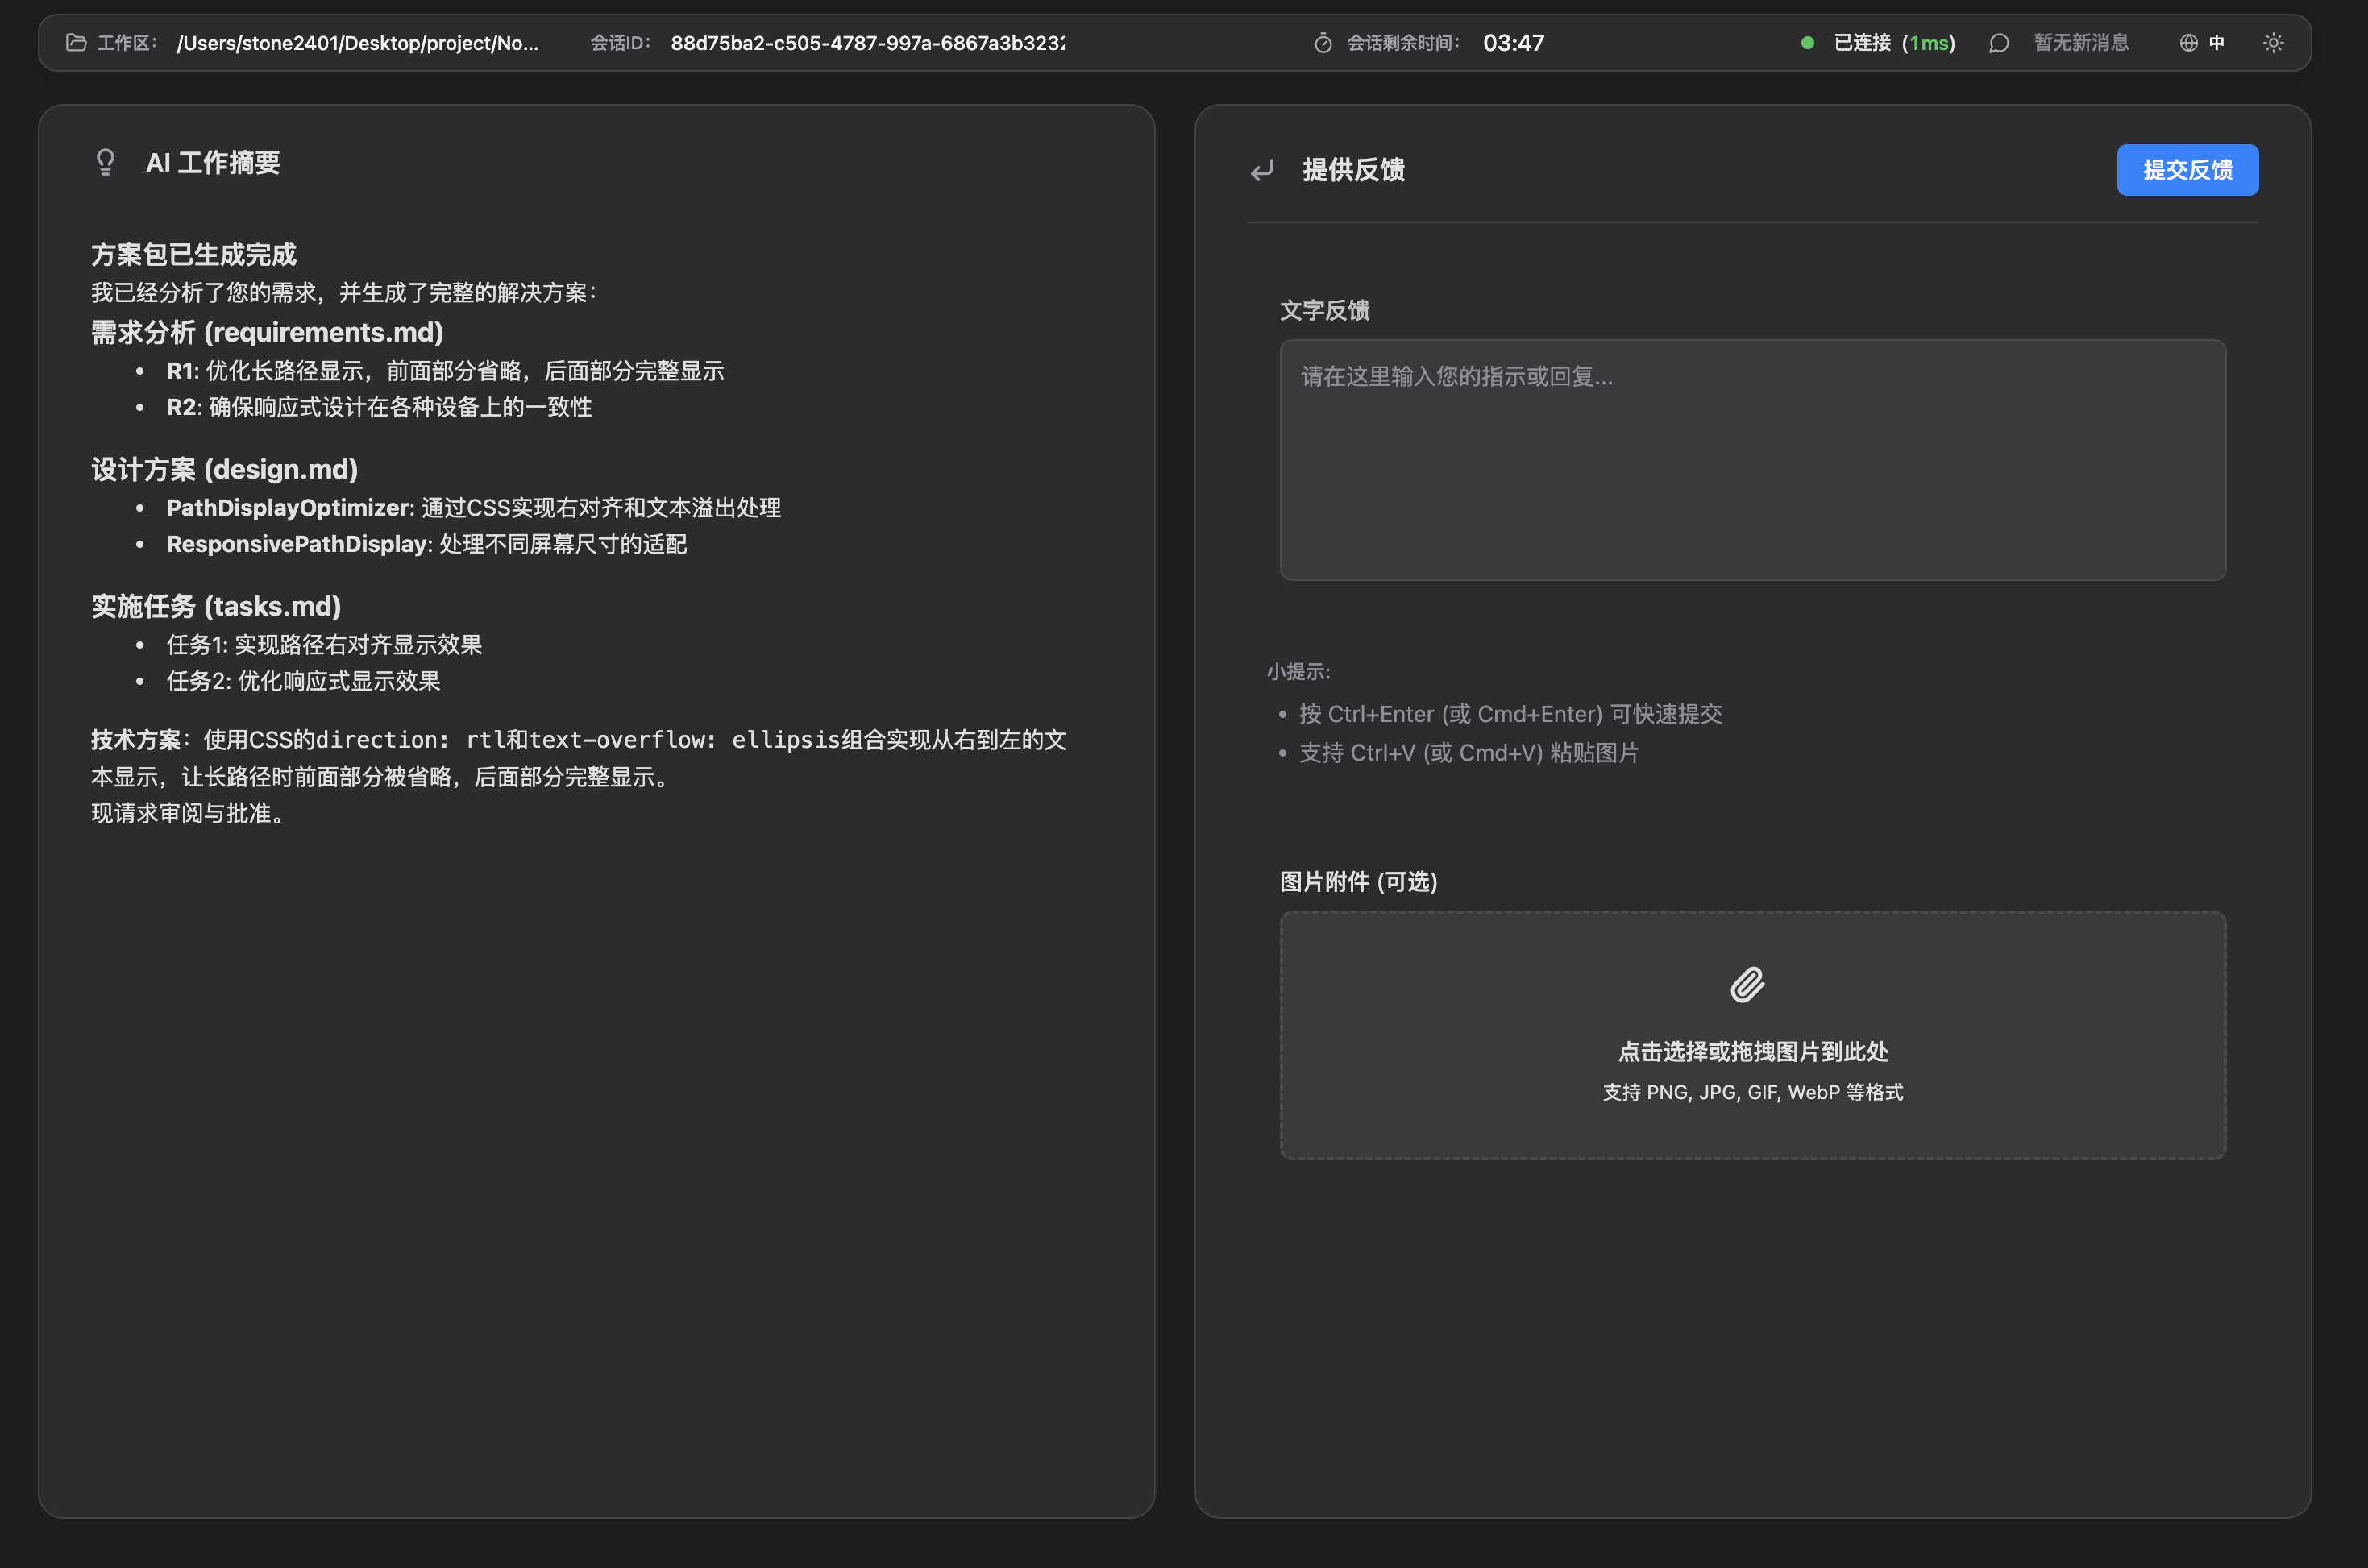 工作区： /Users/stone2401/Desktop/project/No... 会话ID： 88d75ba2-c505-4787-997a-6867a3b323 会话剩余时间： 03:47 已连接 (1ms) 暂无新消息 中
AI 工作摘要
方案包已生成完成
我已经分析了您的需求，并生成了完整的解决方案：
需求分析 (requirements.md)
• R1: 优化长路径显示，前面部分省略，后面部分完整显示
• R2: 确保响应式设计在各种设备上的一致性
设计方案 (design.md)
• PathDisplayOptimizer: 通过CSS实现右对齐和文本溢出处理
• ResponsivePathDisplay: 处理不同屏幕尺寸的适配
实施任务 (tasks.md)
• 任务1: 实现路径右对齐显示效果
• 任务2: 优化响应式显示效果
技术方案：使用CSS的direction: rtl和text-overflow: ellipsis组合实现从右到左的文
本显示，让长路径时前面部分被省略，后面部分完整显示。
现请求审阅与批准。
提供反馈
提交反馈
文字反馈
请在这里输入您的指示或回复...
小提示:
• 按 Ctrl+Enter (或 Cmd+Enter) 可快速提交
• 支持 Ctrl+V (或 Cmd+V) 粘贴图片
图片附件 (可选)
点击选择或拖拽图片到此处
支持 PNG, JPG, GIF, WebP 等格式